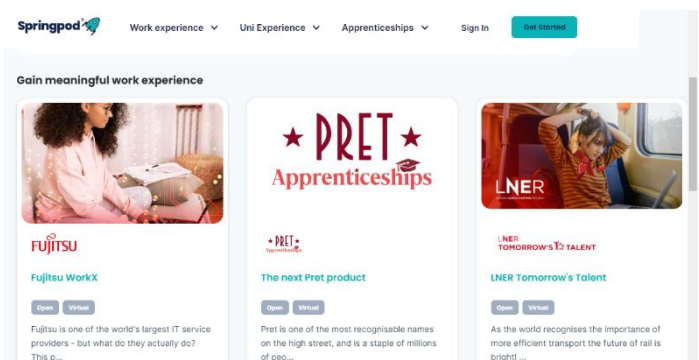 Springpod
Work experience
Uni Experience
Apprenticeships
Sign In
Get Started
Gain meaningful work experience
FUJITSU
Fujitsu WorkX
Open
Virtual
Fujitsu is one of the world's largest IT service
providers - but what do they actually do?
This p...
PRET
Apprenticeships
PRET
Apprenticeships
The next Pret product
Open
Virtual
Pret is one of the most recognisable names
on the high street, and is a staple of millions
of peo...
LNER
LNER
TOMORROW'S TALENT
LNER Tomorrow's Talent
Open
Virtual
As the world recognises the importance of
more efficient transport the future of rail is
bright! ...